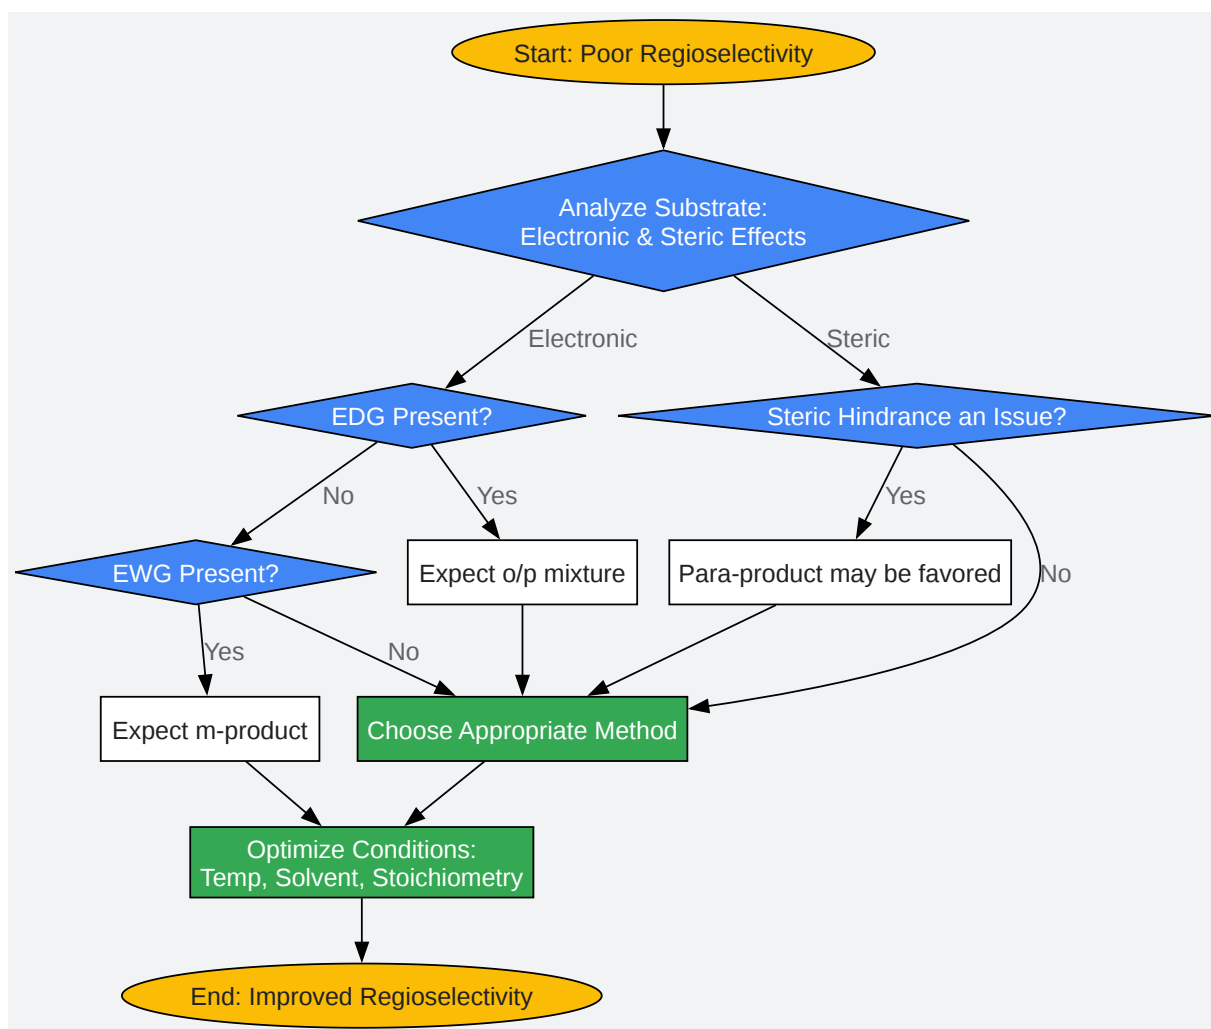 Start: Poor Regioselectivity
Analyze Substrate:
Electronic & Steric Effects
Electronic
Steric
EDG Present?
Steric Hindrance an Issue?
No
Yes
Yes
EWG Present?
Expect o/p mixture
Para-product may be favored
No
Yes
No
Expect m-product
Choose Appropriate Method
Optimize Conditions:
Temp, Solvent, Stoichiometry
End: Improved Regioselectivity